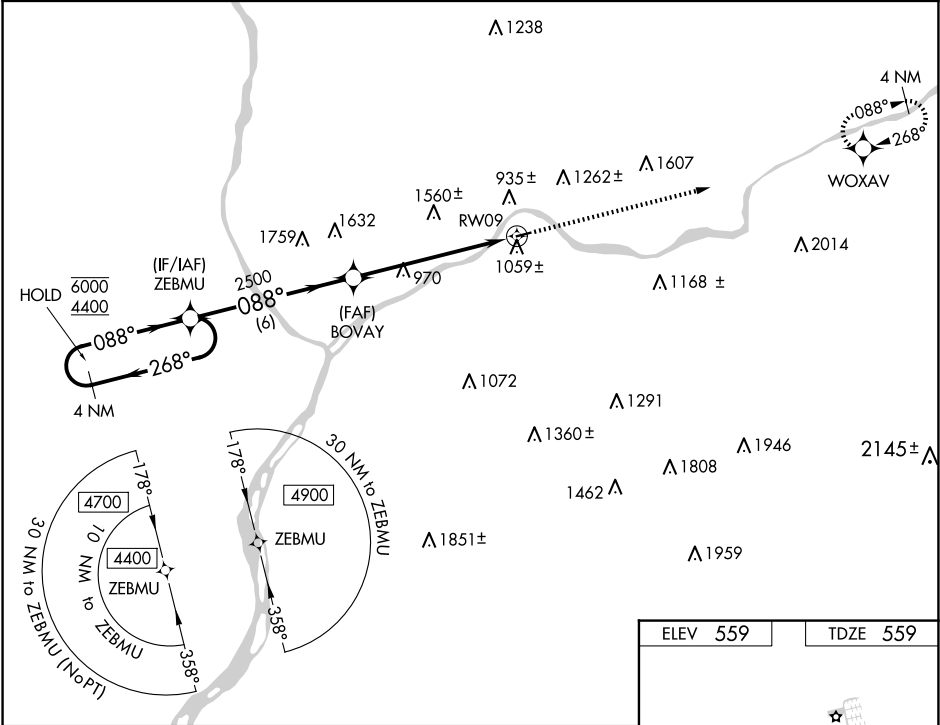 1238
4 NM
088°
268°
WOXAV
1607
1262 ±
935 ±
1560 ±
RW09
1632
1759
2014
1059 ±
1168 ±
970
(IF/IAF)
ZEBMU
2500
088°
(6)
(FAF)
BOVAY
HOLD
6000
4400
088°
268°
4 NM
1072
1291
1360 ±
1946
2145 ±
1808
1462
1851 ±
1959
178°
4700
10 NM to ZEBMU
4400
ZEBMU
358°
30 NM to ZEBMU (NoPT)
178°
30 NM to ZEBMU
4900
ZEBMU
358°
ELEV 559
TDZE 559